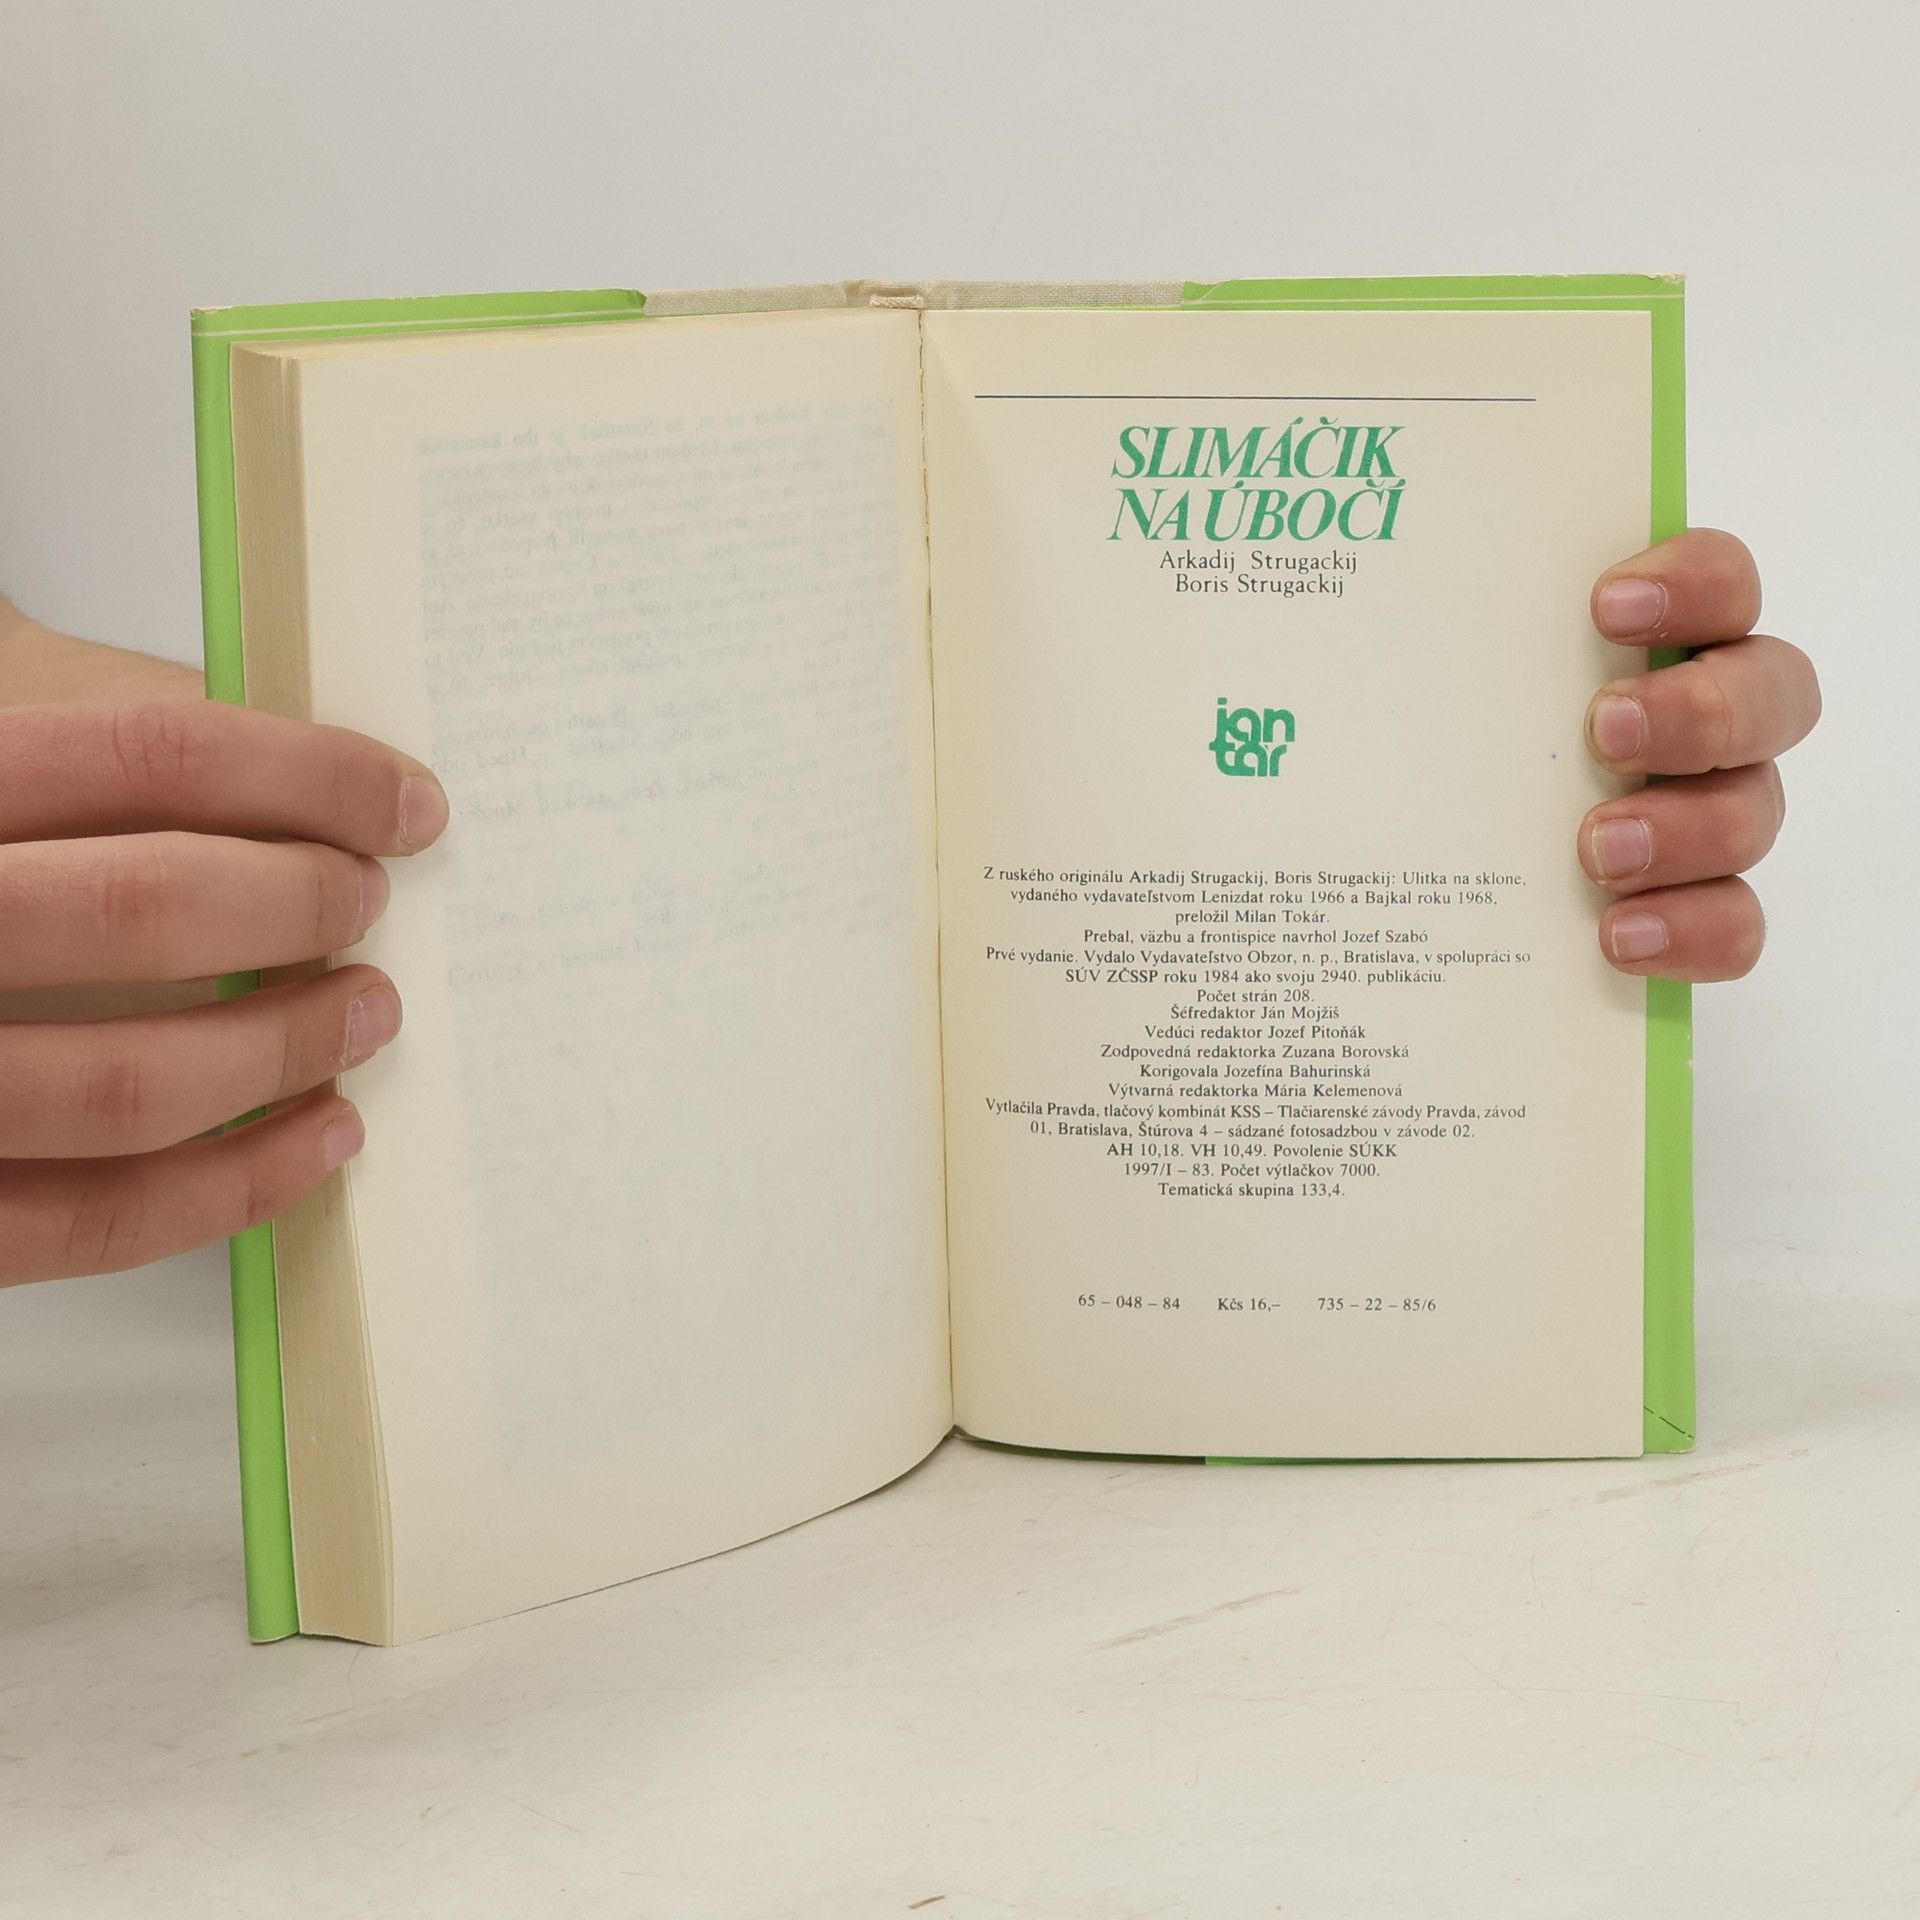 SLIMÁČIK
NA ÚBOČÍ
Arkadij Strugackij
Boris Strugackij
jan
tár
Z ruského originálu Arkadij Strugackij, Boris Strugackij: Ulitka na sklone,
vydaného vydavateľstvom Lenizdat roku 1966 a Bajkal roku 1968,
preložil Milan Tokár.
Prebal, väzbu a frontispice navrhol Jozef Szabó
Prvé vydanie. Vydalo Vydavateľstvo Obzor, n. p., Bratislava, v spolupráci so
SÚV ZČSSP roku 1984 ako svoju 2940. publikáciu.
Počet strán 208.
Šéfredaktor Ján Mojžiš
Vedúci redaktor Jozef Pitoňák
Zodpovedná redaktorka Zuzana Borovská
Korigovala Jozefína Bahurinská
Výtvarná redaktorka Mária Kelemenová
Vytlačila Pravda, tlačový kombinát KSS – Tlačiarenské závody Pravda, závod
01, Bratislava, Štúrova 4 – sádzané fotosadzbou v závode 02.
AH 10,18. VH 10,49. Povolenie SÚKK
1997/I – 83. Počet výtlačkov 7000.
Tematická skupina 133,4.
65 – 048 – 84 Kčs 16,– 735 – 22 – 85/6